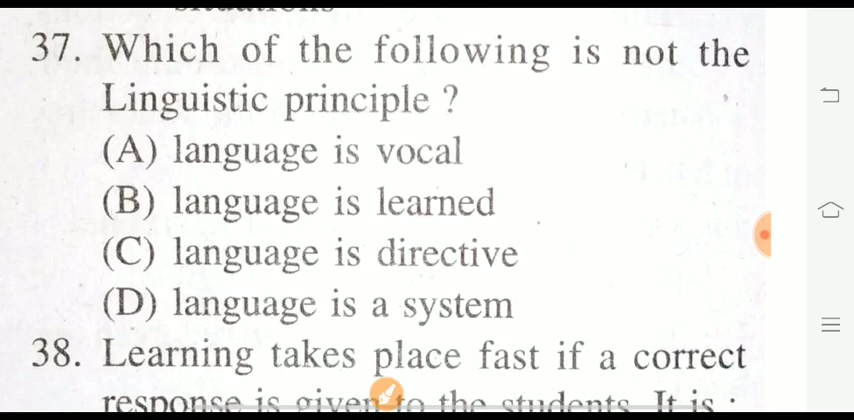 37. Which of the following is not the
Linguistic principle ?
(A) language is vocal
(B) language is learned
(C) language is directive
(D) language is a system
38. Learning takes place fast if a correct
response is given to the students. It is :